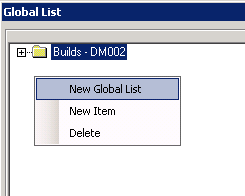 Global List
Builds - DM002
New Global List
New Item
Delete